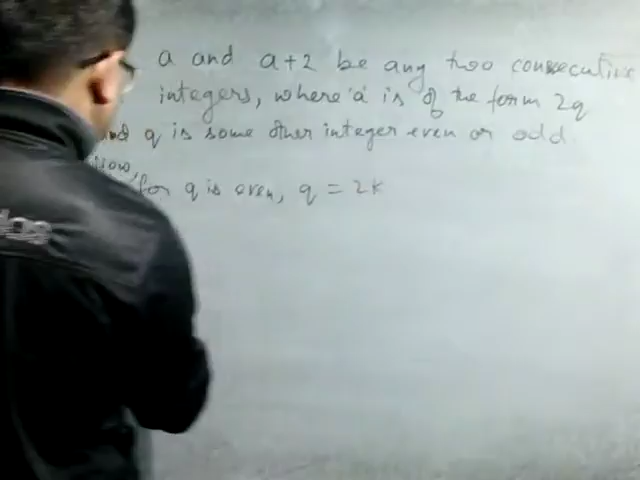 a and a+2 be any two consecutive
integers, where 'a' is of the form 2q
and q is some other integer even or odd.
Now,
for q is even, q = 2k